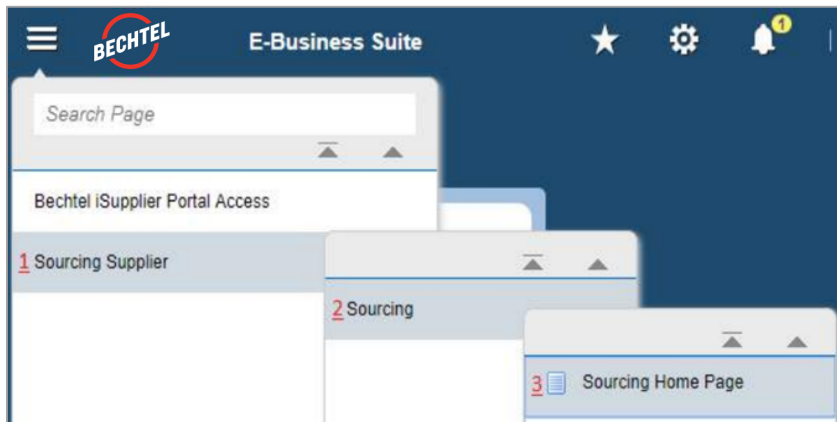 BECHTEL
E-Business Suite
1
Search Page
Bechtel iSupplier Portal Access
1 Sourcing Supplier
2 Sourcing
3 Sourcing Home Page